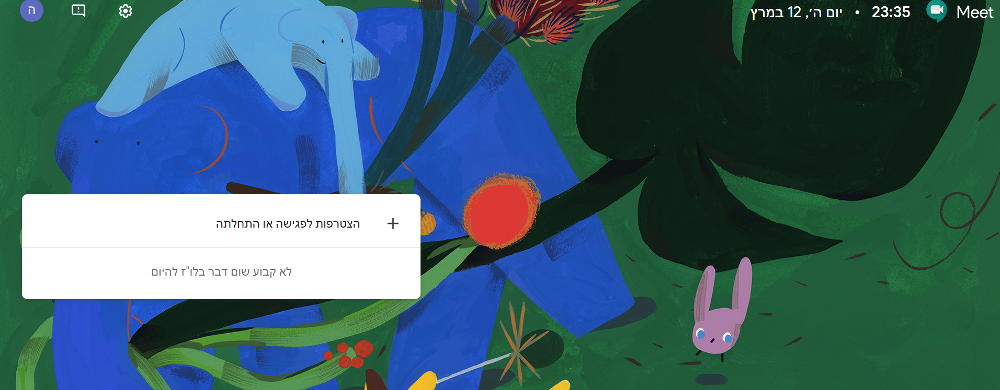 Meet
23:35 • יום ה׳, 12 במרץ
ה
הצטרפות לפגישה או התחלתה
לא קבוע שום דבר בלו"ז להיום